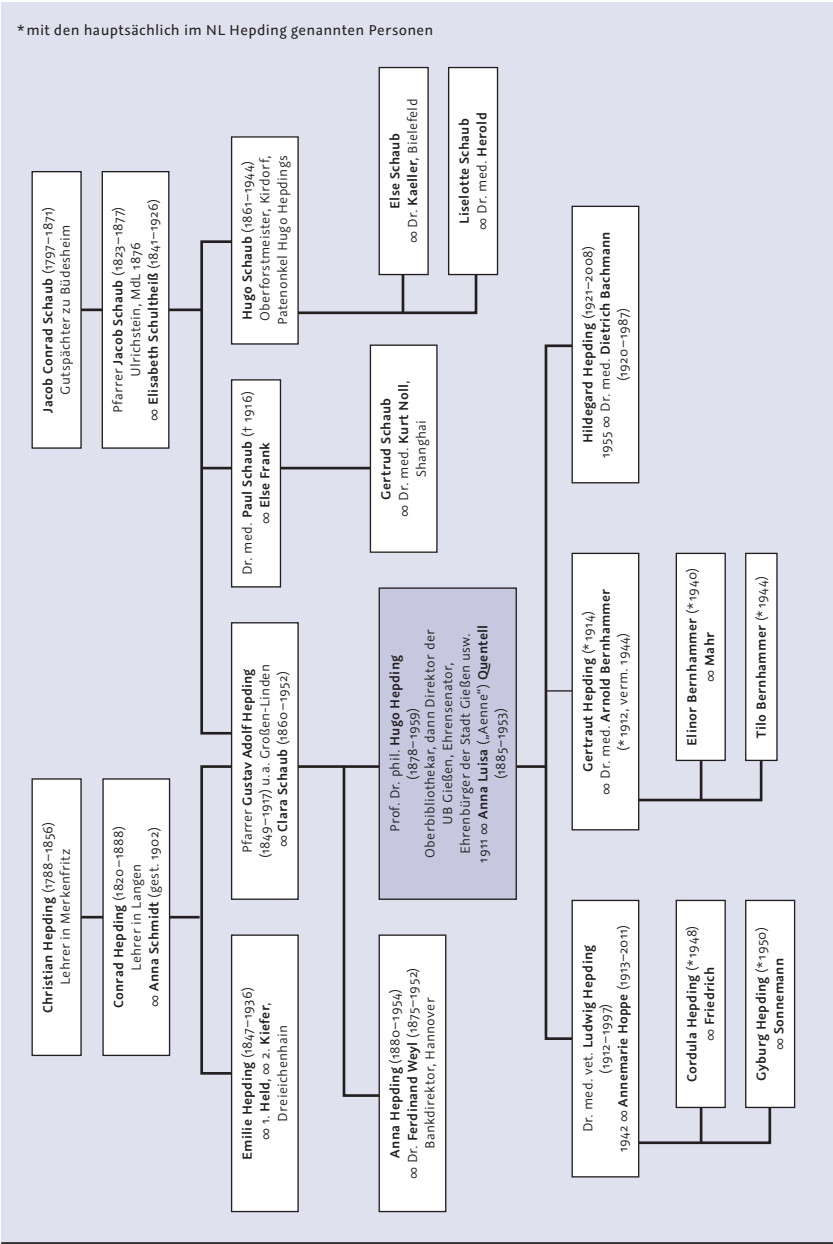 *mit den hauptsächlich im NL Hepding genannten Personen
Christian Hepding (1788–1856)
Lehrer in Merkenfritz
Conrad Hepding (1820–1888)
Lehrer in Langen
∞ Anna Schmidt (gest. 1902)
Jacob Conrad Schaub (1797–1871)
Gutspächter zu Büdesheim
Pfarrer Jacob Schaub (1823–1877)
Ulrichstein, MdL 1876
∞ Elisabeth Schultheiß (1841–1926)
Emilie Hepding (1847–1936)
∞ 1. Held, ∞ 2. Kiefer,
Dreieichenhain
Pfarrer Gustav Adolf Hepding
(1849–1917) u.a. Großen-Linden
∞ Clara Schaub (1860–1952)
Dr. med. Paul Schaub († 1916)
∞ Else Frank
Hugo Schaub (1861–1944)
Oberforstmeister, Kirdorf,
Patenonkel Hugo Hepdings
Anna Hepding (1880–1954)
∞ Dr. Ferdinand Weyl (1875–1952)
Bankdirektor, Hannover
Prof. Dr. phil. Hugo Hepding
(1878–1959)
Oberbibliothekar, dann Direktor der
UB Gießen, Ehrensenator,
Ehrenbürger der Stadt Gießen usw.
1911 ∞ Anna Luisa („Aenne“) Quentell
(1885–1953)
Gertrud Schaub
∞ Dr. med. Kurt Noll,
Shanghai
Else Schaub
∞ Dr. Kaeller, Bielefeld
Liselotte Schaub
∞ Dr. med. Herold
Dr. med. vet. Ludwig Hepding
(1912–1997)
1942 ∞ Annemarie Hoppe (1913–2011)
Gertraut Hepding (*1914)
∞ Dr. med. Arnold Bernhammer
(*1912, verm. 1944)
Hildegard Hepding (1921–2008)
1955 ∞ Dr. med. Dietrich Bachmann
(1920–1987)
Cordula Hepding (*1948)
∞ Friedrich
Gyburg Hepding (*1950)
∞ Sonnemann
Elinor Bernhammer (*1940)
∞ Mahr
Tilo Bernhammer (*1944)